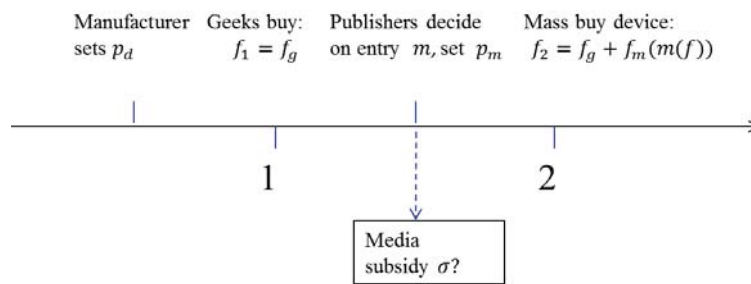 Manufacturer
sets p_d
Geeks buy:
f_1 = f_g
Publishers decide
on entry m, set p_m
Mass buy device:
f_2 = f_g + f_m(m(f))
1
2
Media
subsidy σ?